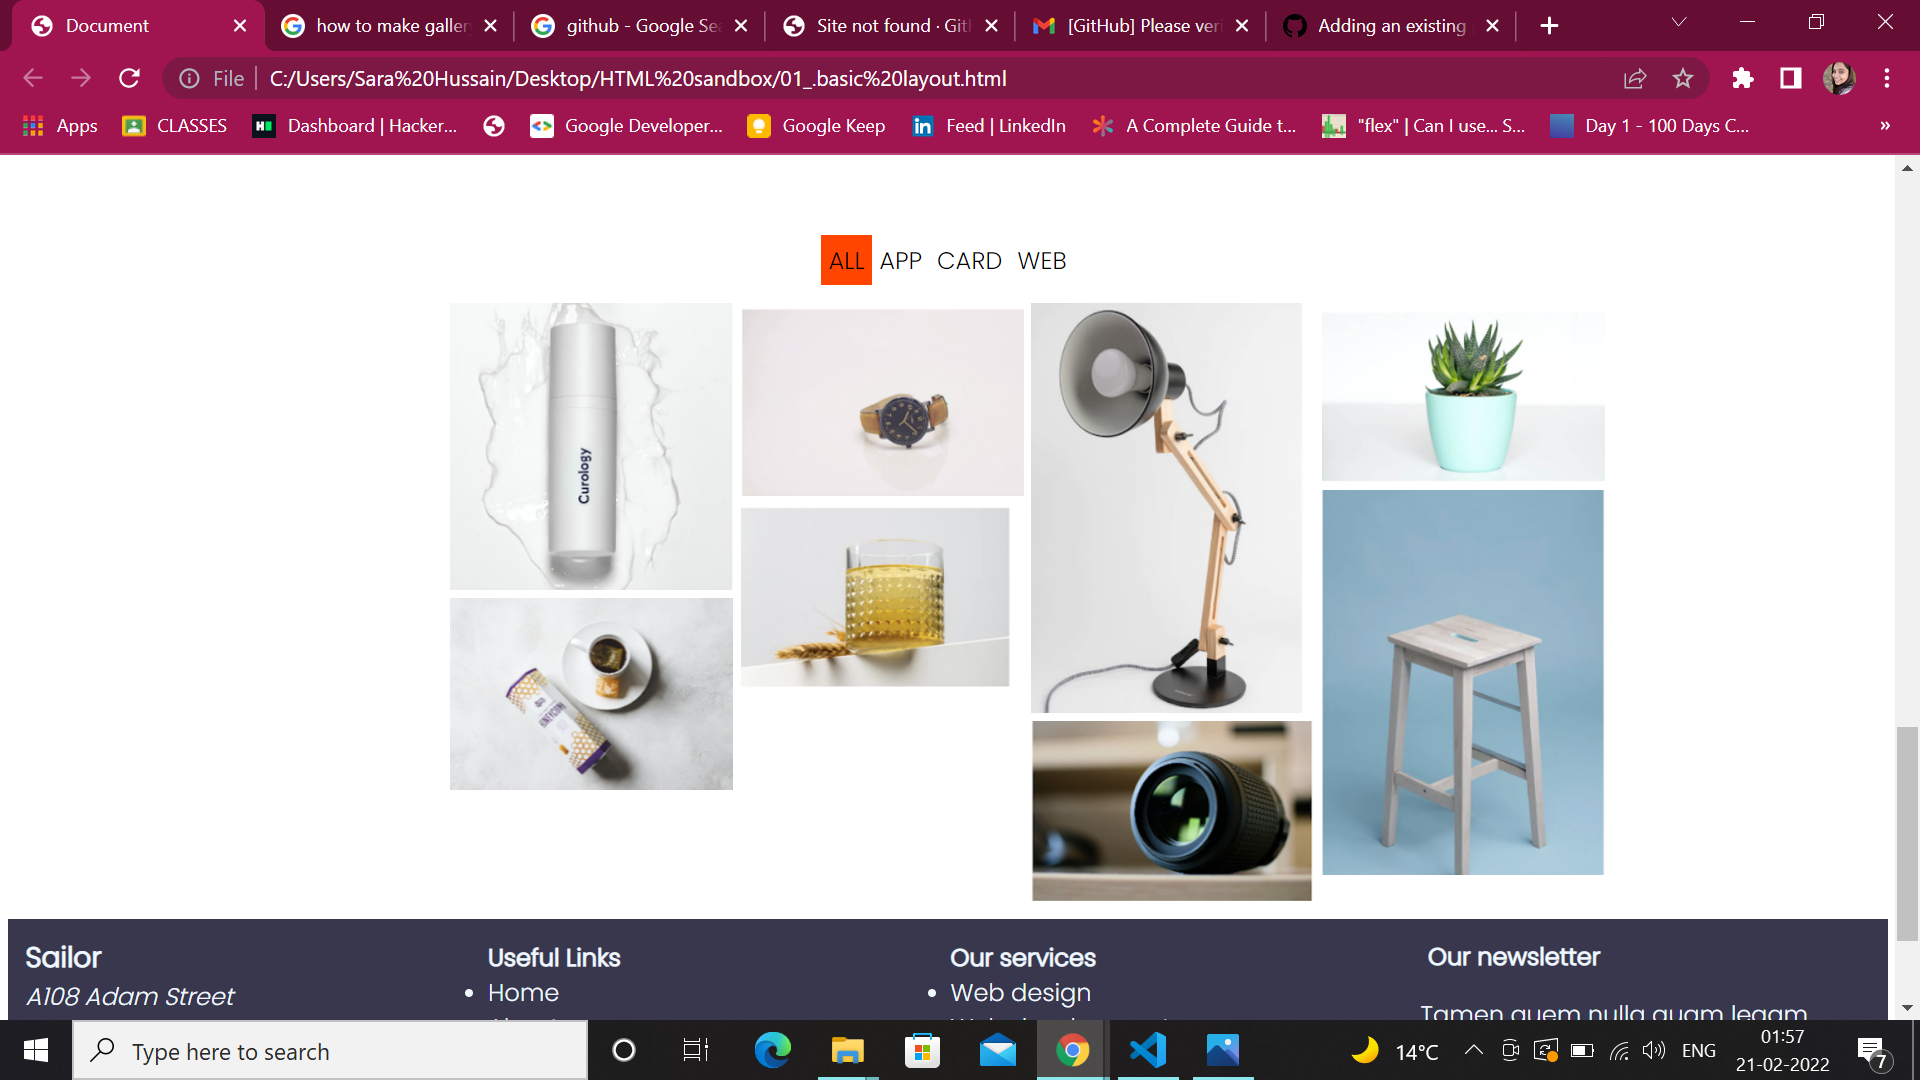 Document
how to make galler
github - Google Sea
Site not found · Git
[GitHub] Please veri
Adding an existing
File
C:/Users/Sara%20Hussain/Desktop/HTML%20sandbox/01_.basic%20layout.html
Apps
CLASSES
Dashboard | Hacker...
Google Developer...
Google Keep
Feed | LinkedIn
A Complete Guide t...
"flex" | Can I use... S...
Day 1 - 100 Days C...
»
ALL APP CARD WEB
Curology
Sailor
A108 Adam Street
Useful Links
• Home
Our services
• Web design
Our newsletter
Tamen quem nulla quam legam
Type here to search
14°C
ENG
01:57
21-02-2022
7